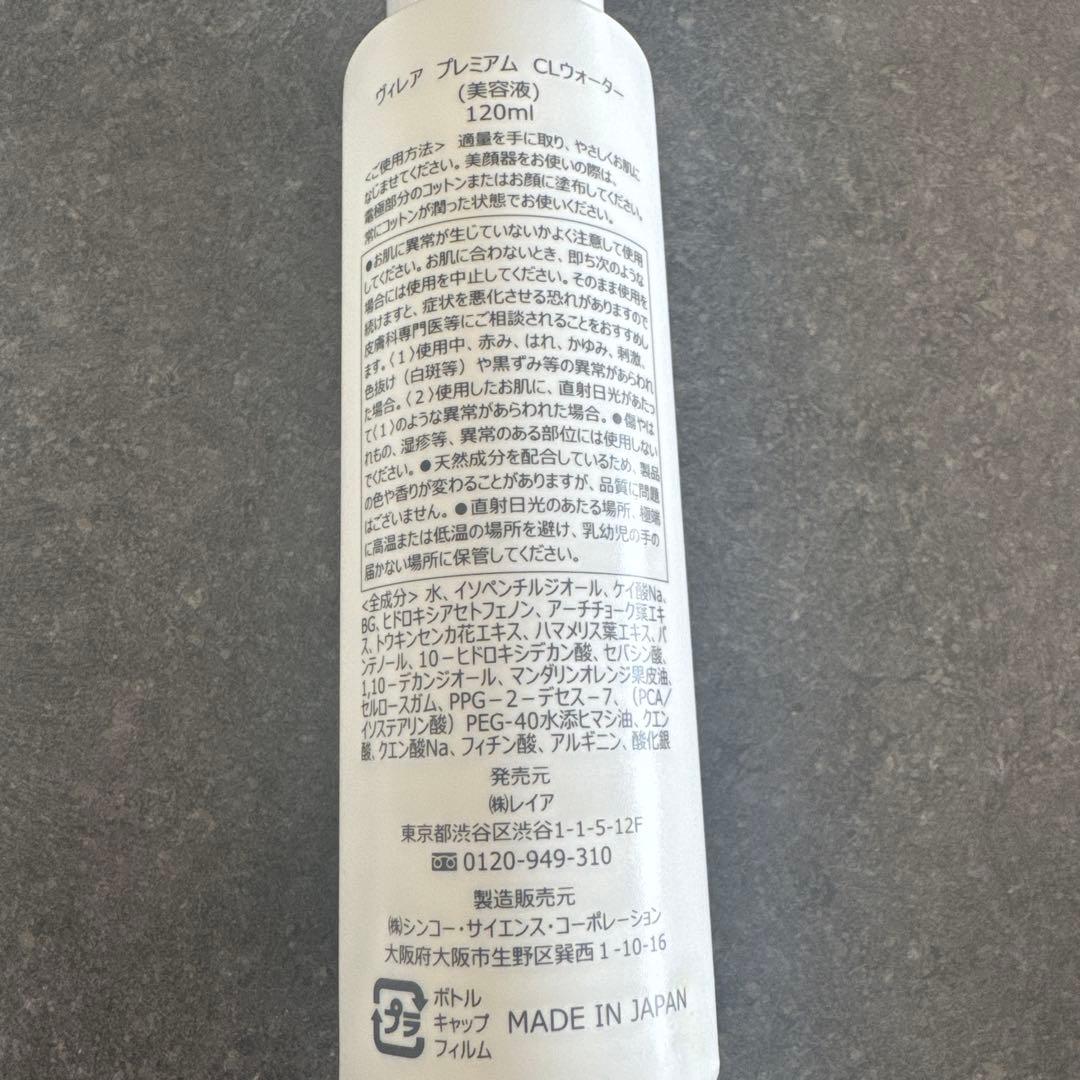 ヴィレア プレミアム CLウォーター
(美容液)
120ml
<ご使用方法> 適量を手に取り、やさしくお肌に
なじませてください。美顔器をお使いの際は、
電極部分のコットンまたはお顔に塗布してください。
常にコットンが潤った状態でお使いください。
●お肌に異常が生じていないかよく注意して使用
してください。お肌に合わないとき、即ち次のような
場合には使用を中止してください。そのまま使用を
続けますと、症状を悪化させる恐れがありますので
皮膚科専門医等にご相談されることをおすすめし
ます。〈1〉使用中、赤み、はれ、かゆみ、刺激、
色抜け(白斑等)や黒ずみ等の異常があらわれ
た場合。〈2〉使用したお肌に、直射日光があたっ
て〈1〉のような異常があらわれた場合。●傷やは
れもの、湿疹等、異常のある部位には使用しない
でください。●天然成分を配合しているため、製品
の色や香りが変わることがありますが、品質に問題
はございません。●直射日光のあたる場所、極端
に高温または低温の場所を避け、乳幼児の手の
届かない場所に保管してください。
<全成分> 水、イソペンチルジオール、ケイ酸Na、
BG、ヒドロキシアセトフェノン、アーチチョーク葉エキ
ス、トウキンセンカ花エキス、ハマメリス葉エキス、パ
ンテノール、10-ヒドロキシデカン酸、セバシン酸、
1,10-デカンジオール、マンダリンオレンジ果皮油、
セルロースガム、PPG-2-デセス-7、(PCA/
イソステアリン酸)PEG-40水添ヒマシ油、クエン
酸、クエン酸Na、フィチン酸、アルギニン、酸化銀
発売元
㈱レイア
東京都渋谷区渋谷1-1-5-12F
0120-949-310
製造販売元
㈱シンコー・サイエンス・コーポレーション
大阪府大阪市生野区巽西1-10-16
プラ
ボトル
キャップ
フィルム
MADE IN JAPAN